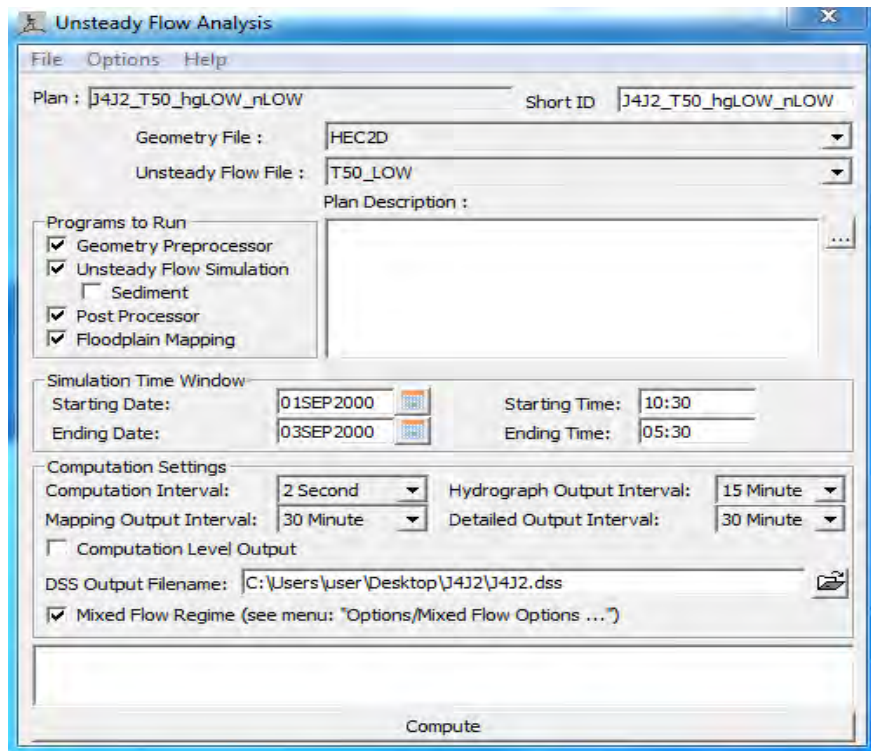 Unsteady Flow Analysis
File Options Help
Plan : J4J2_T50_hgLOW_nLOW Short ID J4J2_T50_hgLOW_nLOW
Geometry File : HEC2D
Unsteady Flow File : T50_LOW
Plan Description :
Programs to Run
Geometry Preprocessor
Unsteady Flow Simulation
Sediment
Post Processor
Floodplain Mapping
...
Simulation Time Window
Starting Date: 01SEP2000 Starting Time: 10:30
Ending Date: 03SEP2000 Ending Time: 05:30
Computation Settings
Computation Interval: 2 Second Hydrograph Output Interval: 15 Minute
Mapping Output Interval: 30 Minute Detailed Output Interval: 30 Minute
Computation Level Output
DSS Output Filename: C:\Users\user\Desktop\J4J2\J4J2.dss
Mixed Flow Regime (see menu: "Options/Mixed Flow Options ...")
Compute